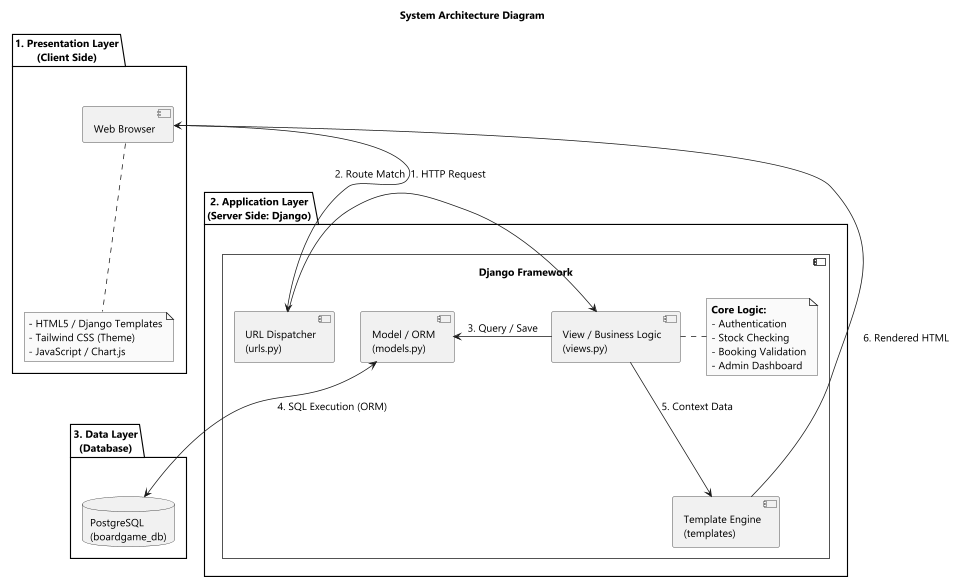 System Architecture Diagram
1. Presentation Layer
(Client Side)
Web Browser
2. Route Match
1. HTTP Request
2. Application Layer
(Server Side: Django)
Django Framework
- HTML5 / Django Templates
- Tailwind CSS (Theme)
- JavaScript / Chart.js
URL Dispatcher
(urls.py)
Model / ORM
(models.py)
3. Query / Save
View / Business Logic
(views.py)
Core Logic:
- Authentication
- Stock Checking
- Booking Validation
- Admin Dashboard
6. Rendered HTML
4. SQL Execution (ORM)
5. Context Data
3. Data Layer
(Database)
PostgreSQL
(boardgame_db)
Template Engine
(templates)